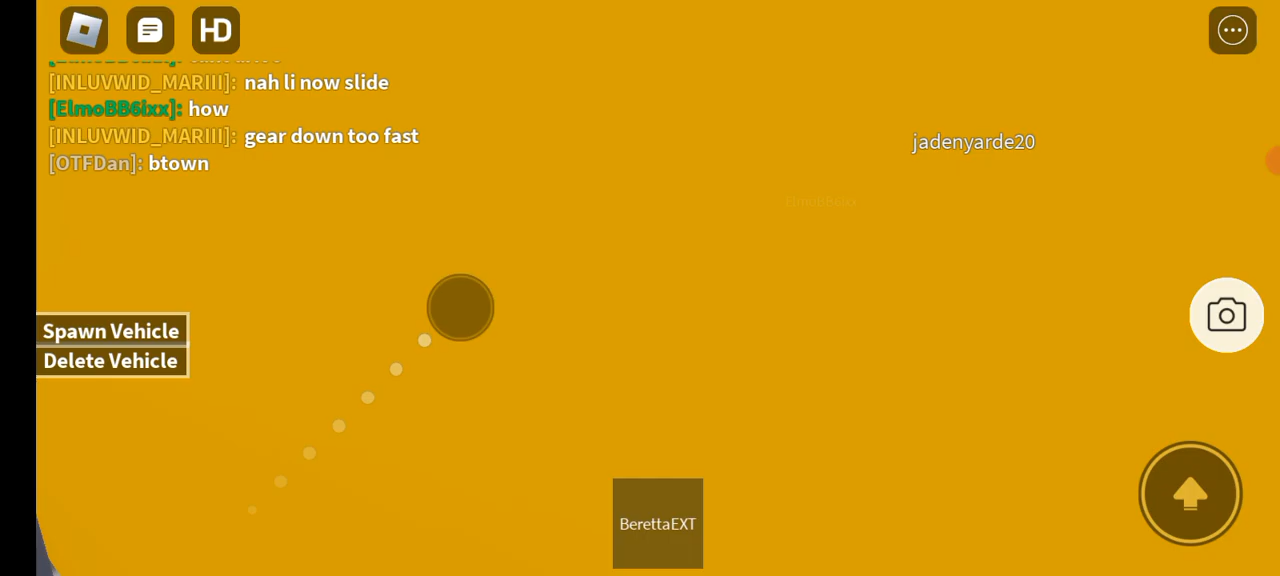 HD
[INLUVWID_MARIII]: nah li now slide
[ElmoBB6ixx]: how
[INLUVWID_MARIII]: gear down too fast
[OTFDan]: btown
jadenyarde20
ElmoBB6ixx
Spawn Vehicle
Delete Vehicle
BerettaEXT